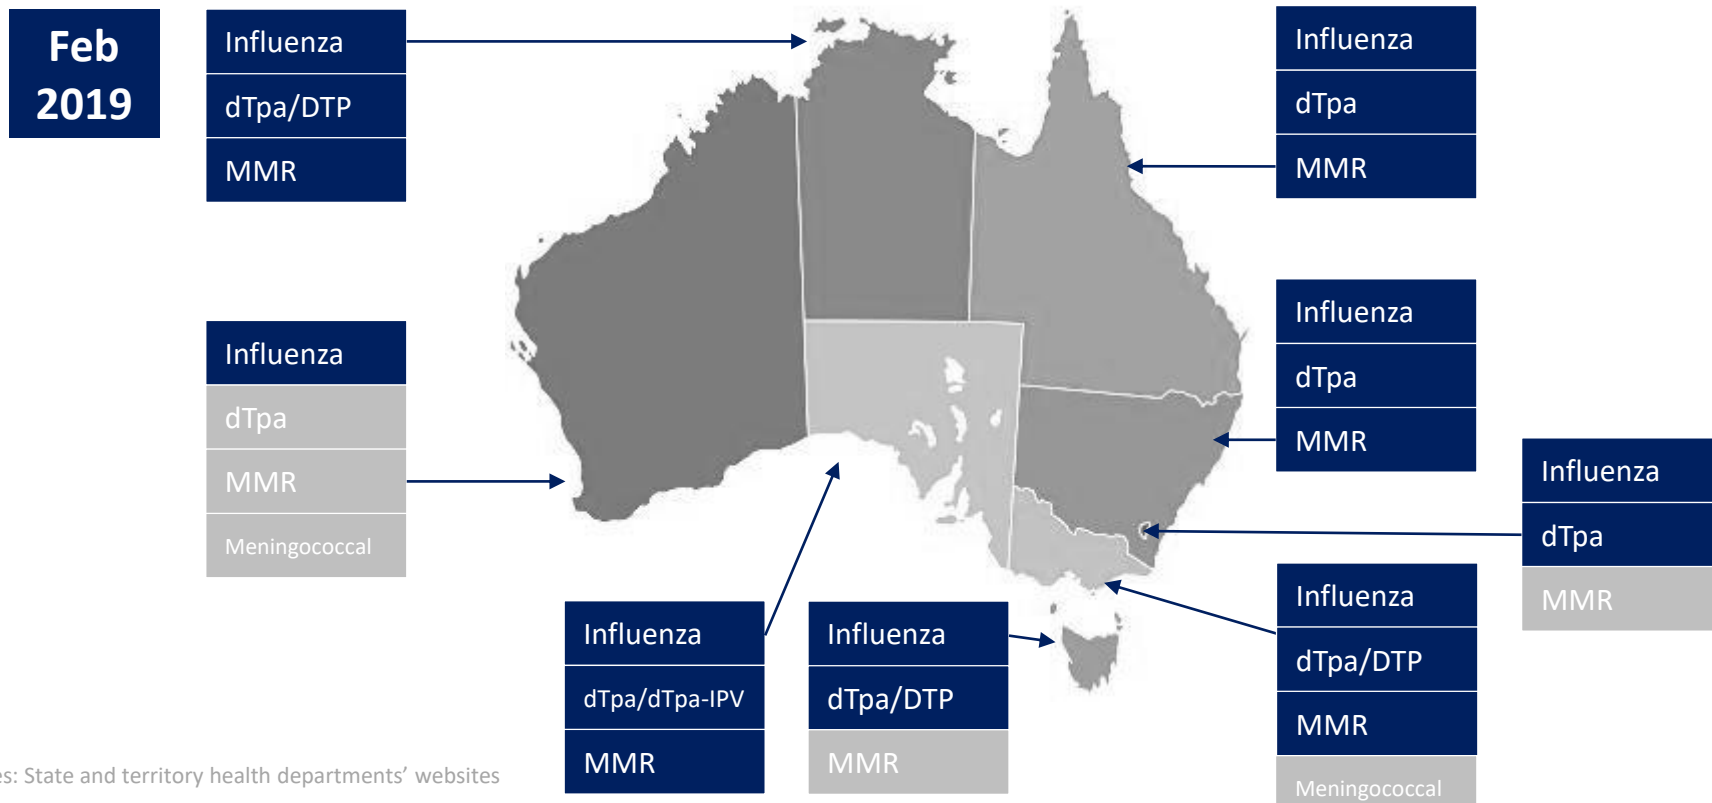 Feb
2019
Influenza
dTpa/DTP
MMR
Influenza
dTpa
MMR
Influenza
dTpa
MMR
Meningococcal
Influenza
dTpa
MMR
Influenza
dTpa
MMR
Influenza
dTpa/dTpa-IPV
MMR
Influenza
dTpa/DTP
MMR
Influenza
dTpa/DTP
MMR
Meningococcal
es: State and territory health departments’ websites